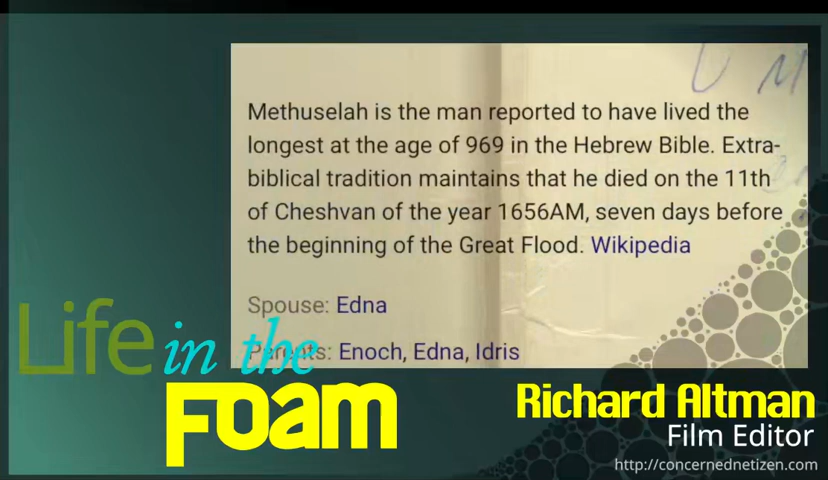 Methuselah is the man reported to have lived the
longest at the age of 969 in the Hebrew Bible. Extra-
biblical tradition maintains that he died on the 11th
of Cheshvan of the year 1656AM, seven days before
the beginning of the Great Flood. Wikipedia
Spouse: Edna
Parents: Enoch, Edna, Idris
Life in the
Foam
Richard Altman
Film Editor
http://concernednetizen.com